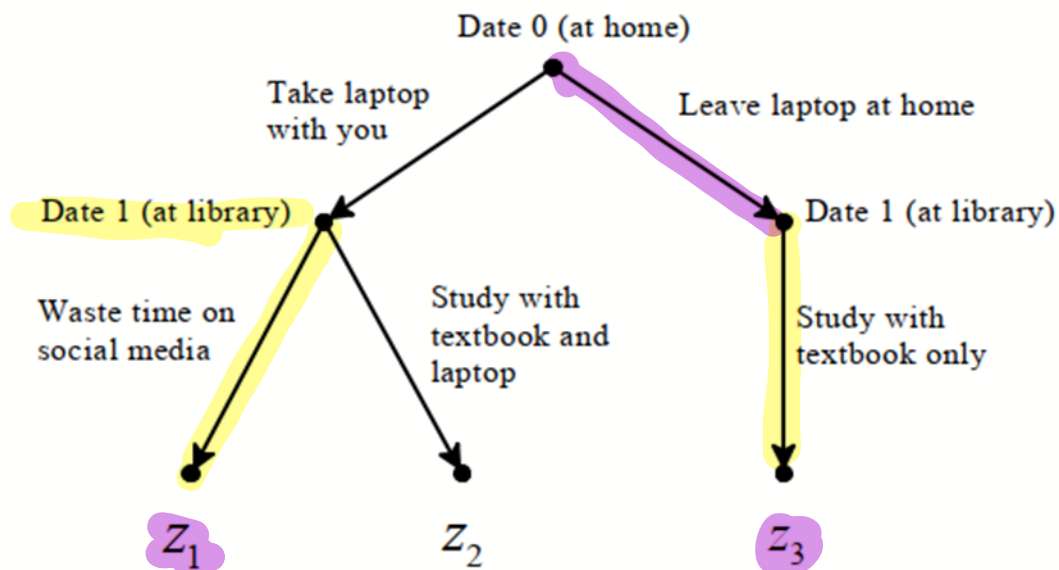 Date 0 (at home)
Take laptop
with you
Leave laptop at home
Date 1 (at library)
Date 1 (at library)
Waste time on
social media
Study with
textbook and
laptop
Study with
textbook only
z₁
z₂
z₃